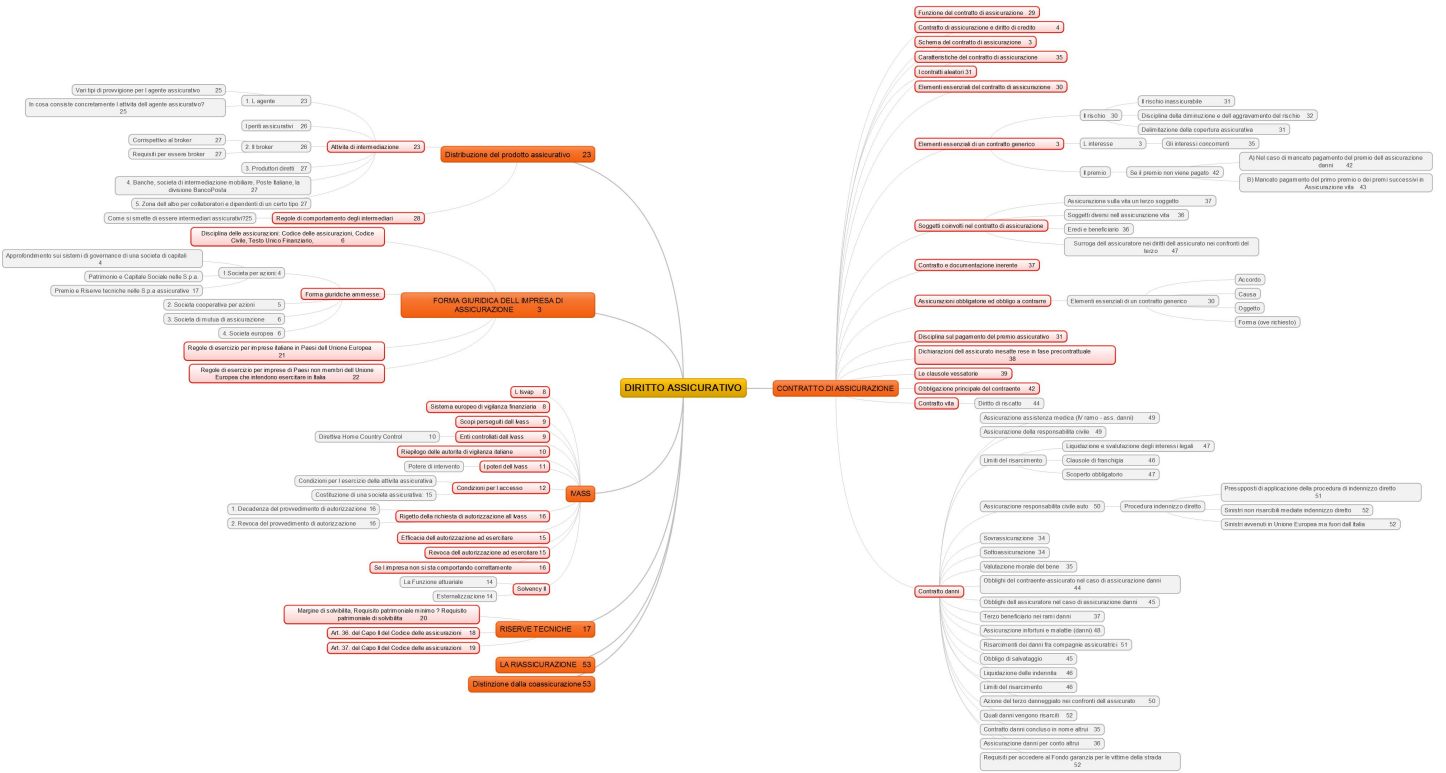 DIRITTO ASSICURATIVO
Distribuzione del prodotto assicurativo 23
Attivita di intermediazione 23
1. L agente 23
Vari tipi di provvigione per l agente assicurativo 25
In cosa consiste concretamente l attivita dell agente assicurativo?
25
I periti assicurativi 26
2. Il broker 26
Corrispettivo al broker 27
Requisiti per essere broker 27
3. Produttori diretti 27
4. Banche, societa di intermediazione mobiliare, Poste Italiane, la
divisione BancoPosta
27
5. Zona dell albo per collaboratori e dipendenti di un certo tipo 27
Regole di comportamento degli intermediari 28
Come si smette di essere intermediari assicurativi?25
FORMA GIURIDICA DELL IMPRESA DI
ASSICURAZIONE 3
Disciplina delle assicurazioni: Codice delle assicurazioni, Codice
Civile, Testo Unico Finanziario, 6
Forma giuridiche ammesse:
1 Societa per azioni 4
Approfondimento sui sistemi di governance di una societa di capitali
4
Patrimonio e Capitale Sociale nelle S.p.a.
Premio e Riserve tecniche nelle S.p.a assicurative 17
2. Societa cooperativa per azioni 5
3. Societa di mutua di assicurazione 6
4. Societa europea 6
Regole di esercizio per imprese italiane in Paesi dell Unione Europea
21
Regole di esercizio per imprese di Paesi non membri dell Unione
Europea che intendono esercitare in Italia 22
IVASS
L Isvap 8
Sistema europeo di vigilanza finanziaria 8
Scopi perseguiti dall Ivass 9
Enti controllati dall Ivass 9
Direttiva Home Country Control 10
Riepilogo delle autorita di vigilanza italiane 10
I poteri dell Ivass 11
Potere di intervento
Condizioni per l accesso 12
Condizioni per l esercizio della attivita assicurativa
Costituzione di una societa assicurativa: 15
Rigetto della richiesta di autorizzazione all Ivass 16
1. Decadenza del provvedimento di autorizzazione 16
2. Revoca del provvedimento di autorizzazione 16
Efficacia dell autorizzazione ad esercitare 15
Revoca dell autorizzazione ad esercitare 15
Se l impresa non si sta comportando correttamente 16
Solvency II
La Funzione attuariale 14
Esternalizzazione 14
RISERVE TECNICHE 17
Margine di solvibilita, Requisito patrimoniale minimo ? Requisito
patrimoniale di solvibilita 20
Art. 36. del Capo II del Codice delle assicurazioni 18
Art. 37. del Capo II del Codice delle assicurazioni 19
LA RIASSICURAZIONE 53
Distinzione dalla coassicurazione 53
CONTRATTO DI ASSICURAZIONE
Funzione del contratto di assicurazione 29
Contratto di assicurazione e diritto di credito 4
Schema del contratto di assicurazione 3
Caratteristiche del contratto di assicurazione 35
I contratti aleatori 31
Elementi essenziali del contratto di assicurazione 30
Elementi essenziali di un contratto generico 3
Il rischio 30
Il rischio inassicurabile 31
Disciplina della diminuzione e dell aggravamento del rischio 32
Delimitazione della copertura assicurativa 31
L interesse 3
Gli interessi concorrenti 35
Il premio
Se il premio non viene pagato 42
A) Nel caso di mancato pagamento del premio dell assicurazione
danni 42
B) Mancato pagamento del primo premio o dei premi successivi in
Assicurazione vita 43
Soggetti coinvolti nel contratto di assicurazione
Assicurazione sulla vita un terzo soggetto 37
Soggetti diversi nell assicurazione vita 36
Eredi e beneficiario 36
Surroga dell assicuratore nei diritti dell assicurato nei confronti del
terzo 47
Contratto e documentazione inerente 37
Assicurazioni obbligatorie ed obbligo a contrarre
Elementi essenziali di un contratto generico 30
Accordo
Causa
Oggetto
Forma (ove richiesto)
Disciplina sul pagamento del premio assicurativo 31
Dichiarazioni dell assicurato inesatte rese in fase precontrattuale
38
Le clausole vessatorie 39
Obbligazione principale del contraente 42
Contratto vita
Diritto di riscatto 44
Contratto danni
Assicurazione assistenza medica (IV ramo - ass. danni) 49
Assicurazione della responsabilita civile 49
Limiti del risarcimento
Liquidazione e svalutazione degli interessi legali 47
Clausole di franchigia 46
Scoperto obbligatorio 47
Assicurazione responsabilita civile auto 50
Procedura indennizzo diretto
Pressupposti di applicazione della procedura di indennizzo diretto
51
Sinistri non risarcibili mediate indennizzo diretto 52
Sinistri avvenuti in Unione Europea ma fuori dall Italia 52
Sovrassicurazione 34
Sottoassicurazione 34
Valutazione morale del bene 35
Obblighi del contraente-assicurato nel caso di assicurazione danni
44
Obblighi dell assicuratore nel caso di assicurazione danni 45
Terzo beneficiario nei rami danni 37
Assicurazione infortuni e malattie (danni) 48
Risarcimenti dei danni fra compagnie assicuratrici 51
Obbligo di salvataggio 45
Liquidazione delle indennita 46
Limiti del risarcimento 46
Azione del terzo danneggiato nei confronti dell assicurato 50
Quali danni vengono risarciti 52
Contratto danni concluso in nome altrui 35
Assicurazione danni per conto altrui 36
Requisiti per accedere al Fondo garanzia per le vittime della strada
52